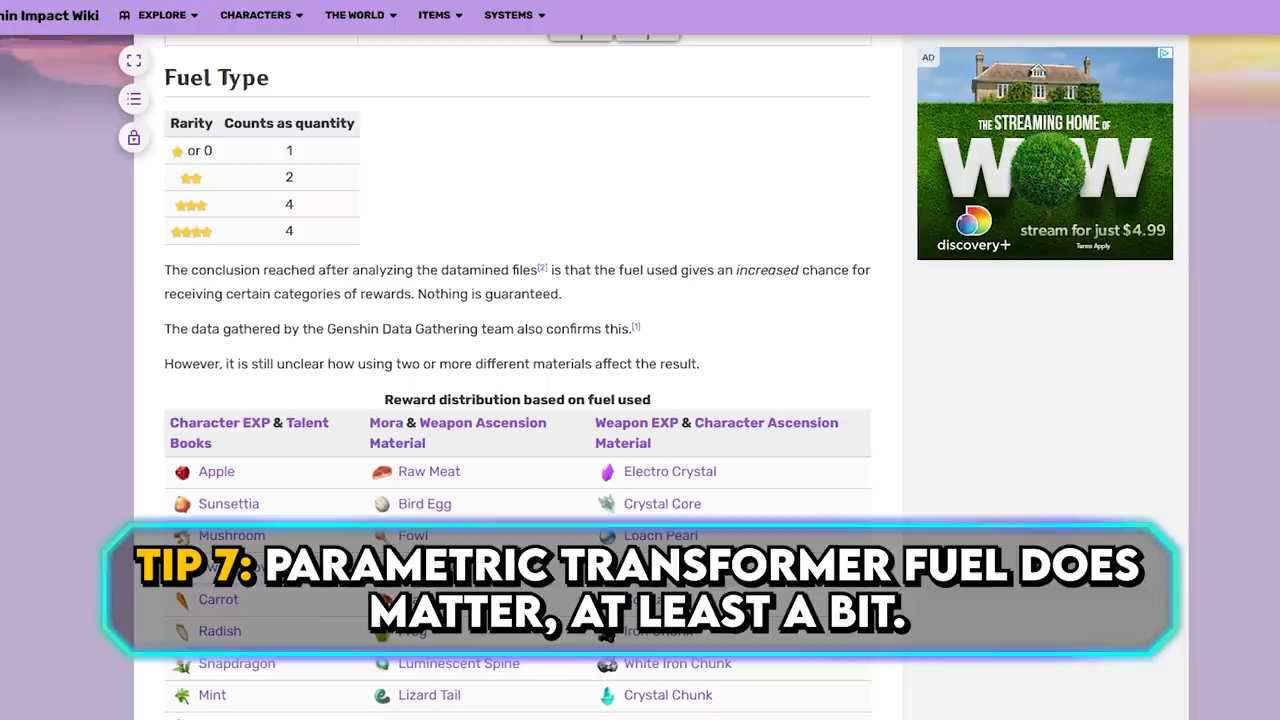 hin Impact Wiki EXPLORE CHARACTERS THE WORLD ITEMS SYSTEMS
Fuel Type
Rarity Counts as quantity
or 0 1
2
4
4
The conclusion reached after analyzing the datamined files[2] is that the fuel used gives an increased chance for
receiving certain categories of rewards. Nothing is guaranteed.
The data gathered by the Genshin Data Gathering team also confirms this.[1]
However, it is still unclear how using two or more different materials affect the result.
Reward distribution based on fuel used
Character EXP & Talent Books
Mora & Weapon Ascension Material
Weapon EXP & Character Ascension Material
Apple Raw Meat Electro Crystal
Sunsettia Bird Egg Crystal Core
Mushroom Fowl Loach Pearl
Carrot
Radish Frog Iron Chunk
Snapdragon Luminescent Spine White Iron Chunk
Mint Lizard Tail Crystal Chunk
TIP 7: PARAMETRIC TRANSFORMER FUEL DOES
MATTER, AT LEAST A BIT.
AD
THE STREAMING HOME OF
WOW
discovery+
stream for just $4.99
Terms Apply